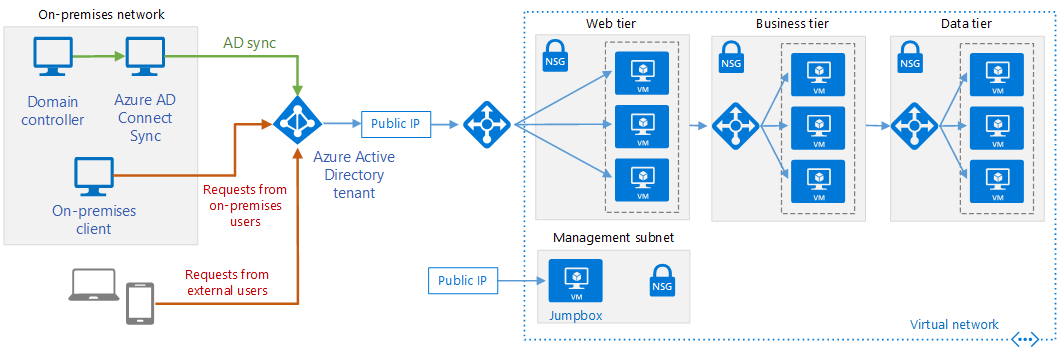 On-premises network
Domain
controller
Azure AD
Connect
Sync
On-premises
client
AD sync
Requests from
on-premises
users
Requests from
external users
Azure Active
Directory
tenant
Public IP
Web tier
NSG
VM
VM
VM
Business tier
NSG
VM
VM
VM
Data tier
NSG
VM
VM
VM
Management subnet
Public IP
VM
Jumpbox
NSG
Virtual network